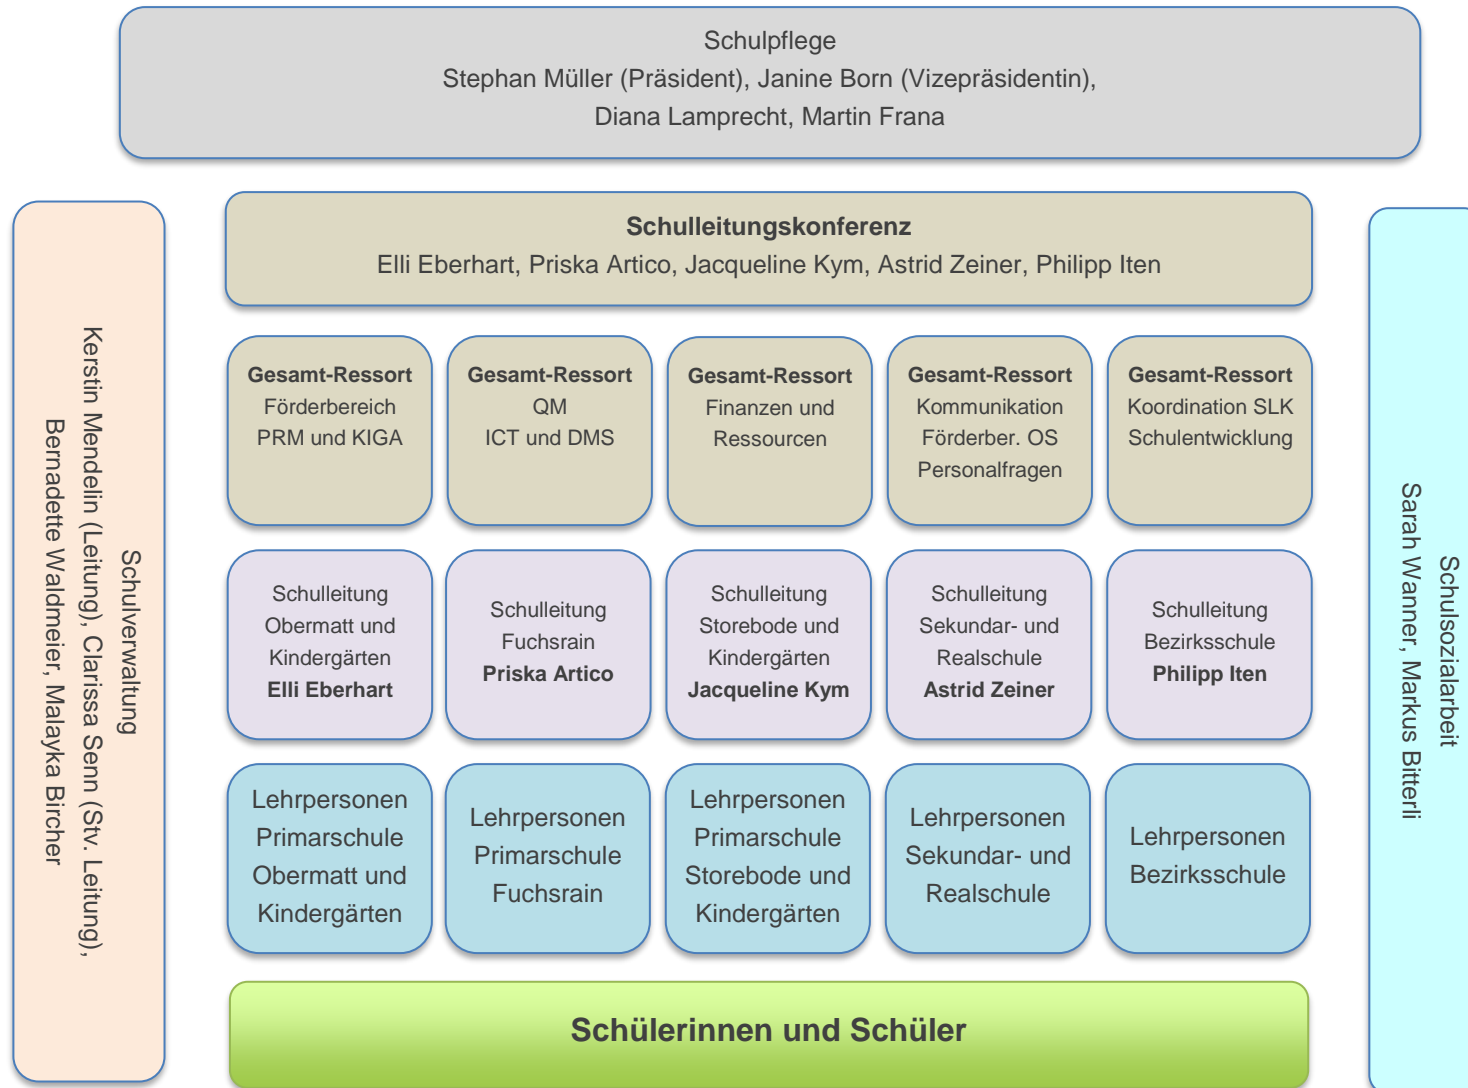 Schulpflege
Stephan Müller (Präsident), Janine Born (Vizepräsidentin),
Diana Lamprecht, Martin Frana
Schulverwaltung
Kerstin Mendelin (Leitung), Clarissa Senn (Stv. Leitung),
Bernadette Waldmeier, Malayka Bircher
Schulleitungskonferenz
Elli Eberhart, Priska Artico, Jacqueline Kym, Astrid Zeiner, Philipp Iten
Gesamt-Ressort
Förderbereich
PRM und KIGA
Gesamt-Ressort
QM
ICT und DMS
Gesamt-Ressort
Finanzen und
Ressourcen
Gesamt-Ressort
Kommunikation
Förderber. OS
Personalfragen
Gesamt-Ressort
Koordination SLK
Schulentwicklung
Schulleitung
Obermatt und
Kindergärten
Elli Eberhart
Schulleitung
Fuchsrain
Priska Artico
Schulleitung
Storebode und
Kindergärten
Jacqueline Kym
Schulleitung
Sekundar- und
Realschule
Astrid Zeiner
Schulleitung
Bezirksschule
Philipp Iten
Lehrpersonen
Primarschule
Obermatt und
Kindergärten
Lehrpersonen
Primarschule
Fuchsrain
Lehrpersonen
Primarschule
Storebode und
Kindergärten
Lehrpersonen
Sekundar- und
Realschule
Lehrpersonen
Bezirksschule
Schülerinnen und Schüler
Schulsozialarbeit
Sarah Wanner, Markus Bitterli